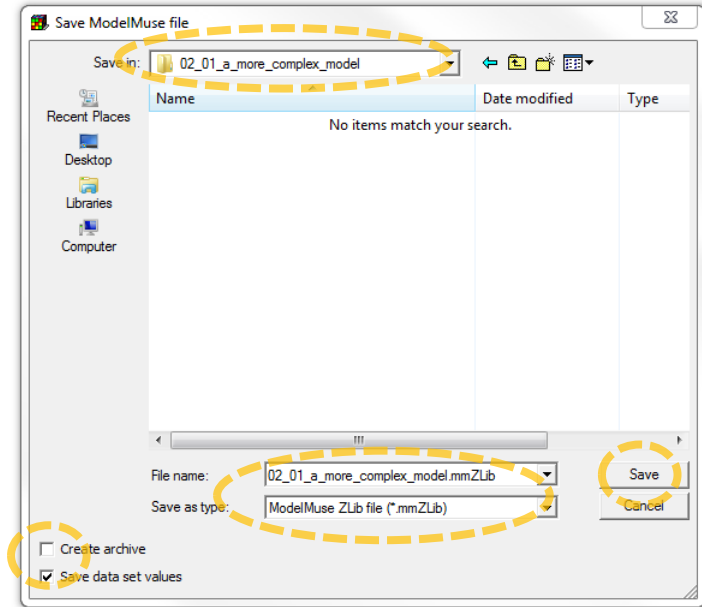 Save ModelMuse file
Save in: 02_01_a_more_complex_model
Recent Places
Desktop
Libraries
Computer
Name Date modified Type
No items match your search.
File name: 02_01_a_more_complex_model.mmZLib Save
Save as type: ModelMuse ZLib file (*.mmZLib) Cancel
Create archive
Save data set values